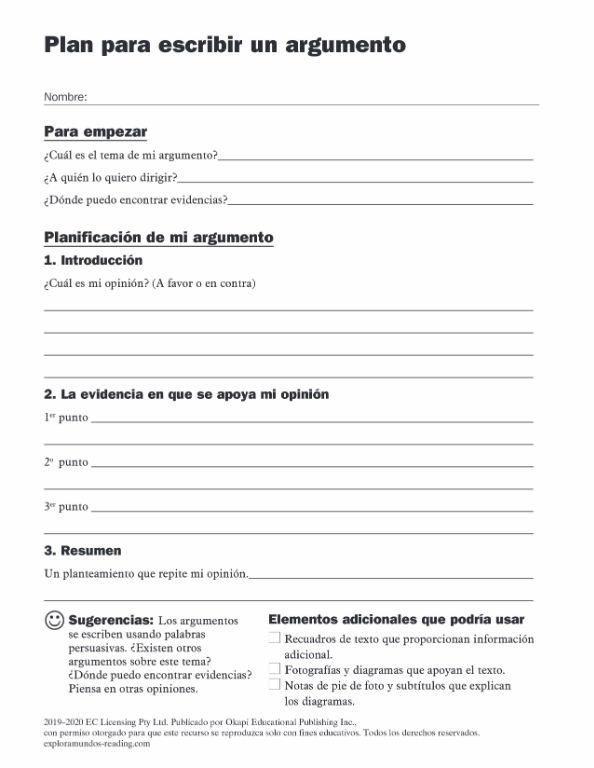 Plan para escribir un argumento
Nombre:
Para empezar
¿Cuál es el tema de mi argumento?
¿A quién lo quiero dirigir?
¿Dónde puedo encontrar evidencias?
Planificación de mi argumento
1. Introducción
¿Cuál es mi opinión? (A favor o en contra)
2. La evidencia en que se apoya mi opinión
1er punto
2o punto
3er punto
3. Resumen
Un planteamiento que repite mi opinión.
Sugerencias: Los argumentos
se escriben usando palabras
persuasivas. ¿Existen otros
argumentos sobre este tema?
¿Dónde puedo encontrar evidencias?
Piensa en otras opiniones.
Elementos adicionales que podría usar
Recuadros de texto que proporcionan información
adicional.
Fotografías y diagramas que apoyan el texto.
Notas de pie de foto y subtítulos que explican
los diagramas.
2019–2020 EC Licensing Pty Ltd. Publicado por Okapi Educational Publishing Inc.,
con permiso otorgado para que este recurso se reproduzca solo con fines educativos. Todos los derechos reservados.
exploramundos-reading.com